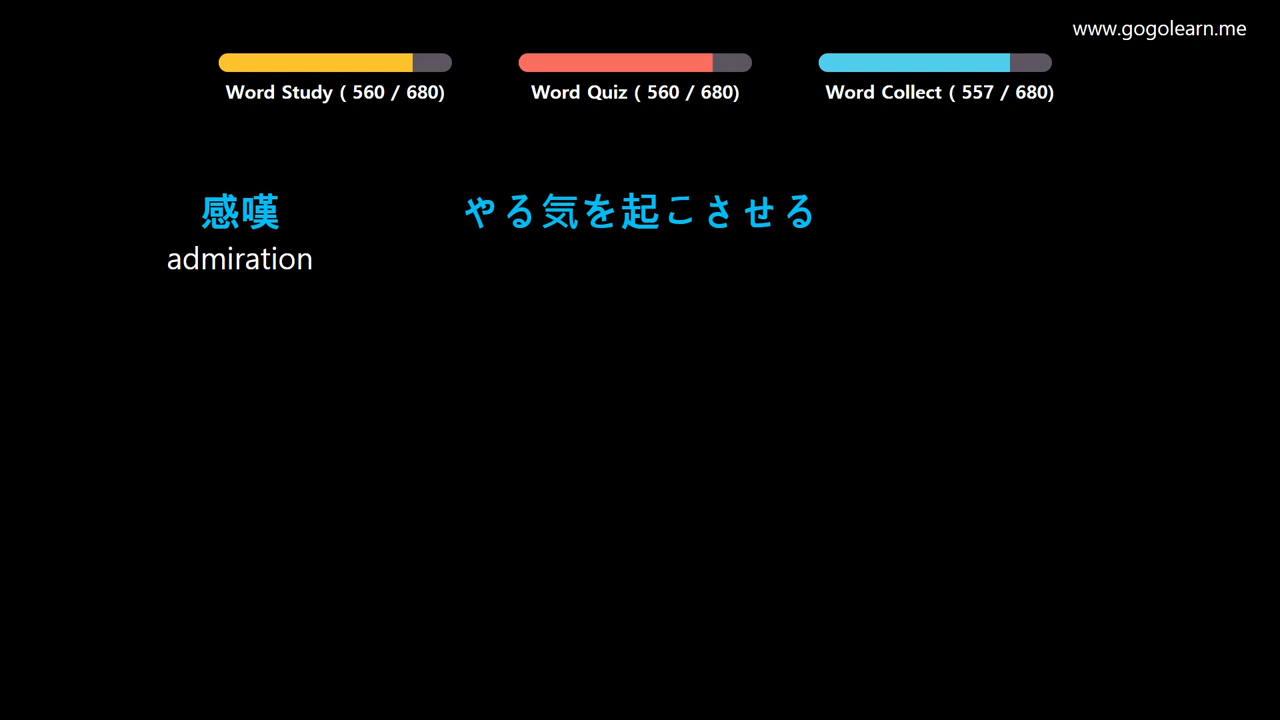 www.gogolearn.me
Word Study ( 560 / 680)
Word Quiz ( 560 / 680)
Word Collect ( 557 / 680)
感嘆
やる気を起こさせる
admiration